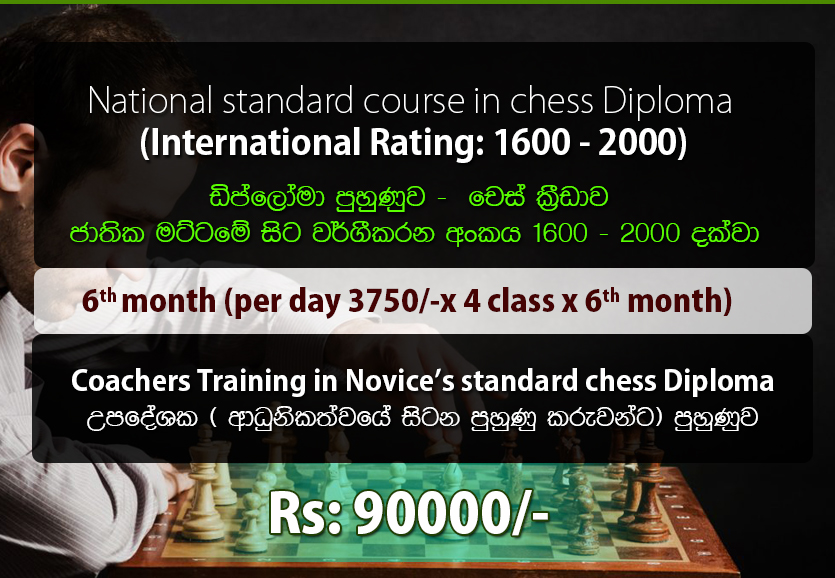 National standard course in chess Diploma
(International Rating: 1600 - 2000)
ඩිප්ලෝමා පුහුණුව - චෙස් ක්‍රීඩාව
ජාතික මට්ටමේ සිට වර්ගීකරන අංකය 1600 - 2000 දක්වා
6th month (per day 3750/-x 4 class x 6th month)
Coachers Training in Novice's standard chess Diploma
උපදේශක ( ආධුනිකත්වයේ සිටන පුහුණු කරුවන්ට) පුහුණුව
Rs: 90000/-